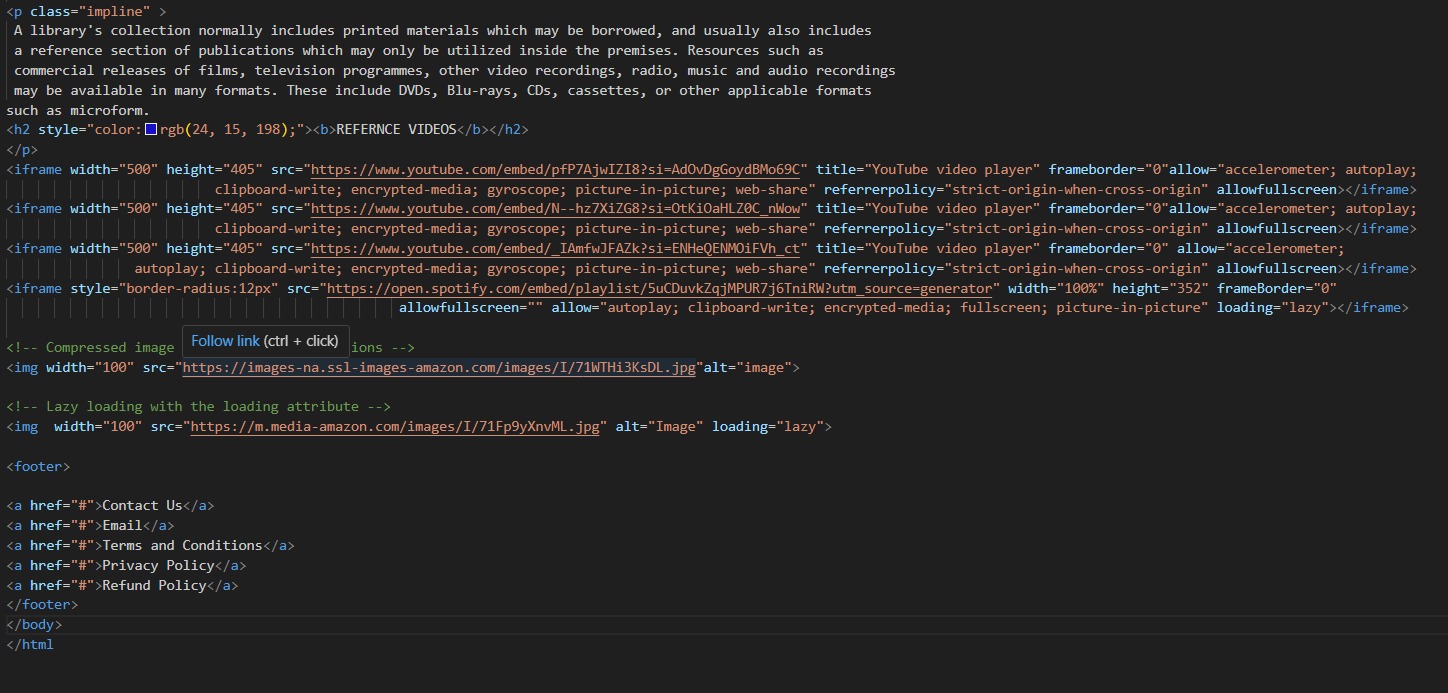 <p class="impline" >
A library's collection normally includes printed materials which may be borrowed, and usually also includes
a reference section of publications which may only be utilized inside the premises. Resources such as
commercial releases of films, television programmes, other video recordings, radio, music and audio recordings
may be available in many formats. These include DVDs, Blu-rays, CDs, cassettes, or other applicable formats
such as microform.
<h2 style="color:rgb(24, 15, 198);"><b>REFERNCE VIDEOS</b></h2>
</p>
<iframe width="500" height="405" src="https://www.youtube.com/embed/pfP7AjwIZI8?si=AdOvDgGoydBMo69C" title="YouTube video player" frameborder="0"allow="accelerometer; autoplay;
clipboard-write; encrypted-media; gyroscope; picture-in-picture; web-share" referrerpolicy="strict-origin-when-cross-origin" allowfullscreen></iframe>
<iframe width="500" height="405" src="https://www.youtube.com/embed/N--hz7XiZG8?si=OtKiOaHLZ0C_nWow" title="YouTube video player" frameborder="0"allow="accelerometer; autoplay;
clipboard-write; encrypted-media; gyroscope; picture-in-picture; web-share" referrerpolicy="strict-origin-when-cross-origin" allowfullscreen></iframe>
<iframe width="500" height="405" src="https://www.youtube.com/embed/_IAmfwJFAZk?si=ENHeQENMOiFVh_ct" title="YouTube video player" frameborder="0" allow="accelerometer;
autoplay; clipboard-write; encrypted-media; gyroscope; picture-in-picture; web-share" referrerpolicy="strict-origin-when-cross-origin" allowfullscreen></iframe>
<iframe style="border-radius:12px" src="https://open.spotify.com/embed/playlist/5uCDuvkZqjMPUR7j6TniRW?utm_source=generator" width="100%" height="352" frameBorder="0"
allowfullscreen="" allow="autoplay; clipboard-write; encrypted-media; fullscreen; picture-in-picture" loading="lazy"></iframe>
Follow link (ctrl + click)
<!-- Compressed image ions -->
<img width="100" src="https://images-na.ssl-images-amazon.com/images/I/71WTHi3KsDL.jpg"alt="image">
<!-- Lazy loading with the loading attribute -->
<img  width="100" src="https://m.media-amazon.com/images/I/71Fp9yXnvML.jpg" alt="Image" loading="lazy">
<footer>
<a href="#">Contact Us</a>
<a href="#">Email</a>
<a href="#">Terms and Conditions</a>
<a href="#">Privacy Policy</a>
<a href="#">Refund Policy</a>
</footer>
</body>
</html